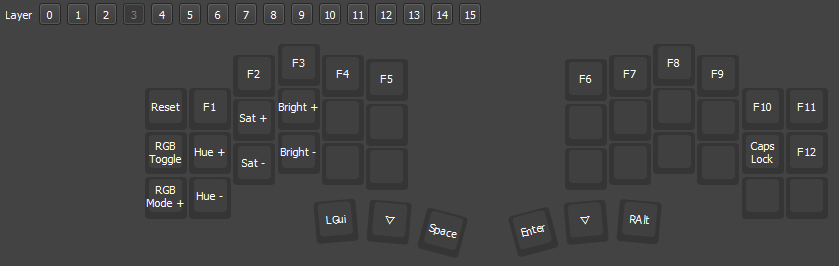 Layer 0 1 2 3 4 5 6 7 8 9 10 11 12 13 14 15
F3 F8
F2 F4 F5 F6 F7 F9
Reset F1 Bright + F10 F11
Sat +
RGB Hue + Bright - Caps F12
Toggle Lock
Sat -
RGB Hue -
Mode +
LGui ▽ Space Enter ▽ RAlt